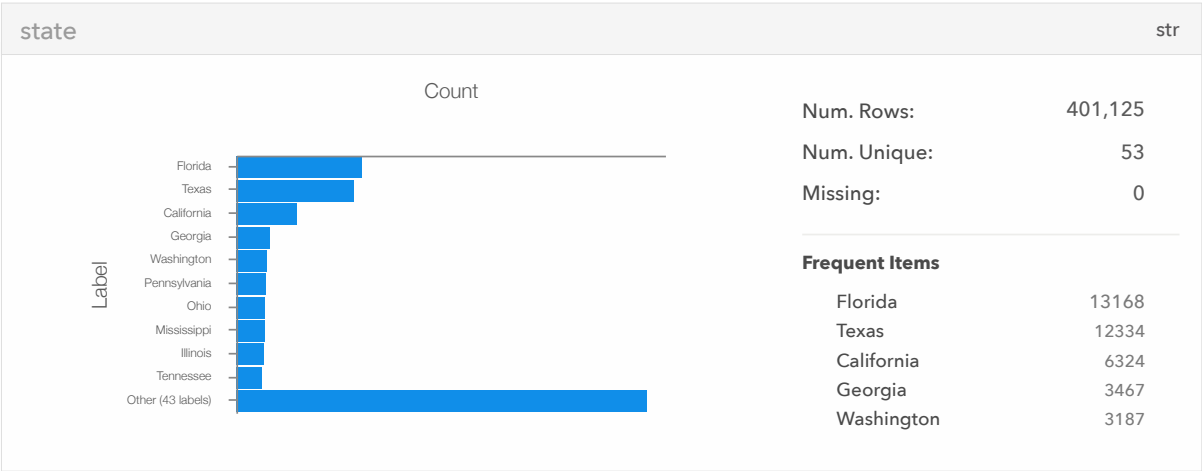 state
str
Count
Label
Florida
Texas
California
Georgia
Washington
Pennsylvania
Ohio
Mississippi
Illinois
Tennessee
Other (43 labels)
Num. Rows: 401,125
Num. Unique: 53
Missing: 0
Frequent Items
Florida 13168
Texas 12334
California 6324
Georgia 3467
Washington 3187